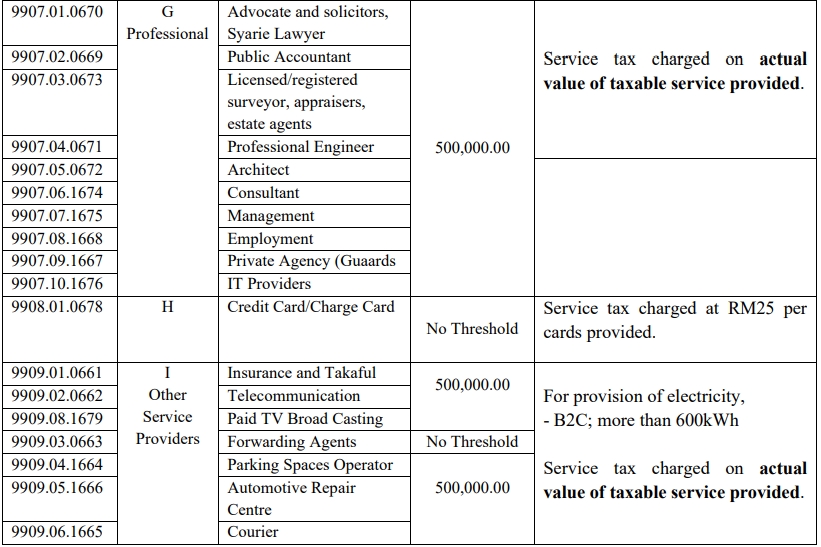 9907.01.0670 G Advocate and solicitors,
Professional Syarie Lawyer
9907.02.0669 Public Accountant
9907.03.0673 Licensed/registered
surveyor, appraisers,
estate agents
9907.04.0671 Professional Engineer
500,000.00
Service tax charged on actual
value of taxable service provided.
9907.05.0672 Architect
9907.06.1674 Consultant
9907.07.1675 Management
9907.08.1668 Employment
9907.09.1667 Private Agency (Guaards
9907.10.1676 IT Providers
9908.01.0678 H Credit Card/Charge Card
No Threshold
Service tax charged at RM25 per
cards provided.
9909.01.0661 I Insurance and Takaful
9909.02.0662 Other Telecommunication
9909.08.1679 Service Paid TV Broad Casting
500,000.00
9909.03.0663 Providers Forwarding Agents No Threshold
9909.04.1664 Parking Spaces Operator
9909.05.1666 Automotive Repair
Centre
9909.06.1665 Courier
500,000.00
For provision of electricity,
- B2C; more than 600kWh
Service tax charged on actual
value of taxable service provided.